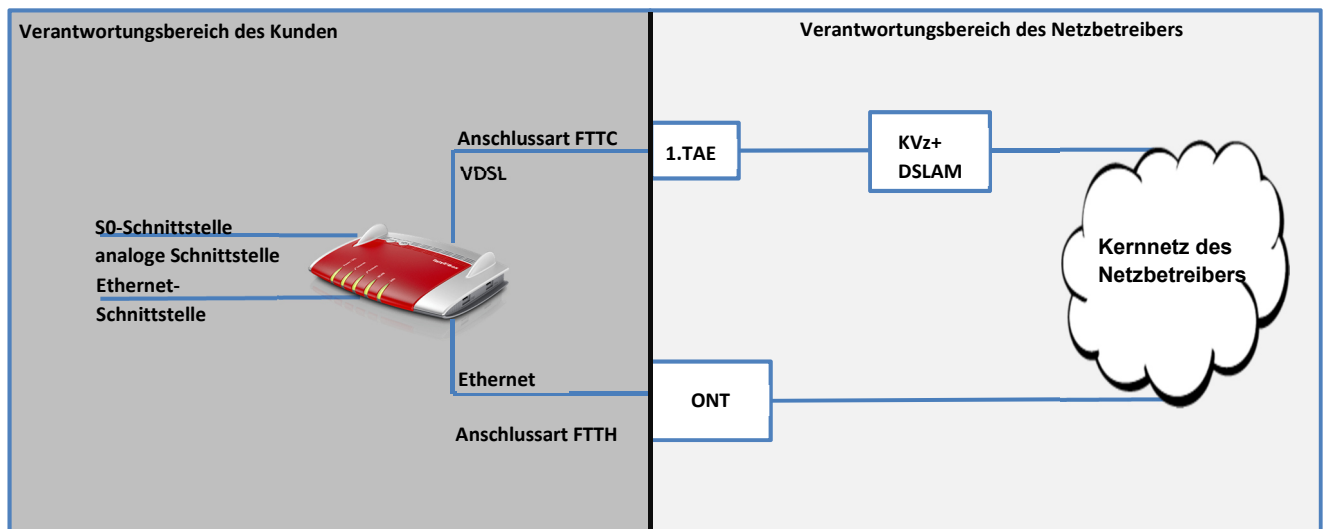 Verantwortungsbereich des Kunden
Verantwortungsbereich des Netzbetreibers
Anschlussart FTTC
VDSL
1.TAE
KVz+
DSLAM
S0-Schnittstelle
analoge Schnittstelle
Ethernet-
Schnittstelle
Kernnetz des
Netzbetreibers
Ethernet
ONT
Anschlussart FTTH